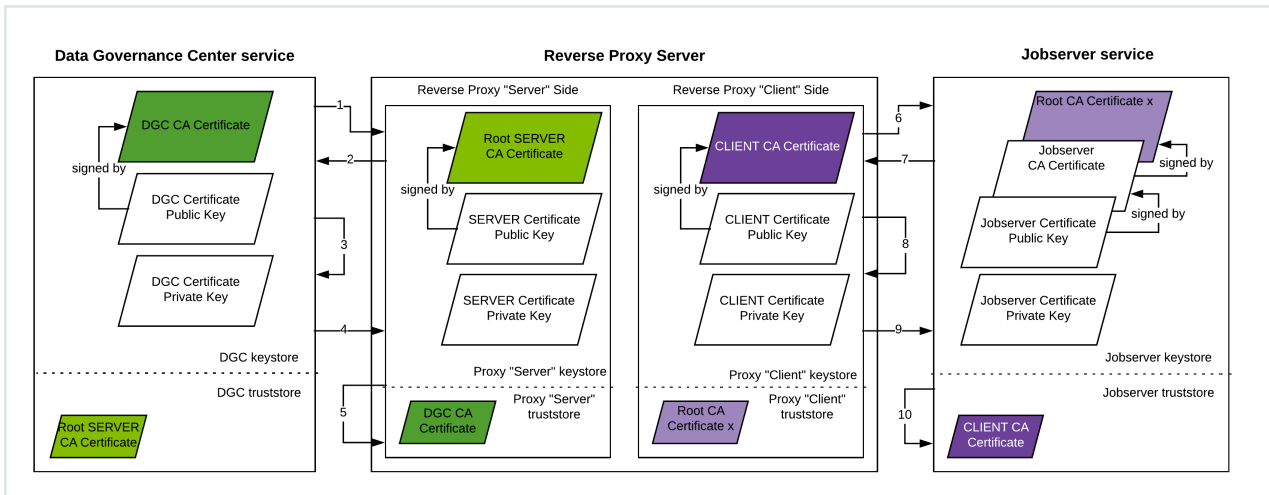 Data Governance Center service
DGC CA Certificate
signed by
DGC Certificate
Public Key
DGC Certificate
Private Key
DGC keystore
DGC truststore
Root SERVER
CA Certificate
1
2
3
4
5
Reverse Proxy Server
Reverse Proxy "Server" Side
Root SERVER
CA Certificate
signed by
SERVER Certificate
Public Key
SERVER Certificate
Private Key
Proxy "Server" keystore
Proxy "Server"
truststore
DGC CA
Certificate
Reverse Proxy "Client" Side
CLIENT CA Certificate
signed by
CLIENT Certificate
Public Key
CLIENT Certificate
Private Key
Proxy "Client" keystore
Proxy "Client"
truststore
Root CA
Certificate x
6
7
8
9
10
Jobserver service
Root CA Certificate x
Jobserver
CA Certificate
signed by
Jobserver Certificate
Public Key
signed by
Jobserver Certificate
Private Key
Jobserver keystore
Jobserver truststore
CLIENT CA
Certificate